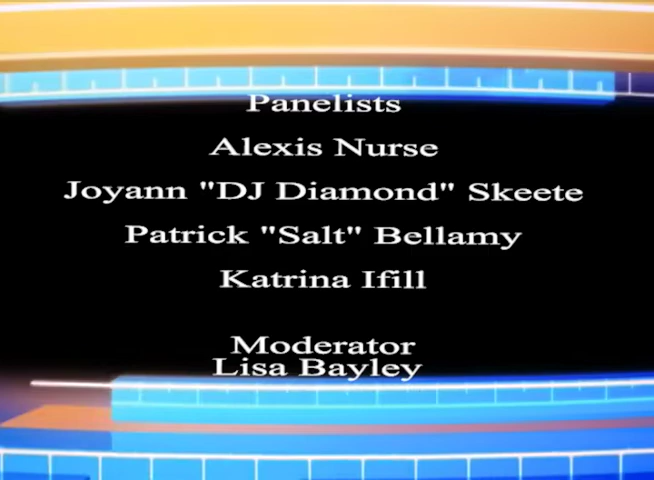 Panelists
Alexis Nurse
Joyann "DJ Diamond" Skeete
Patrick "Salt" Bellamy
Katrina Ifill
Moderator
Lisa Bayley